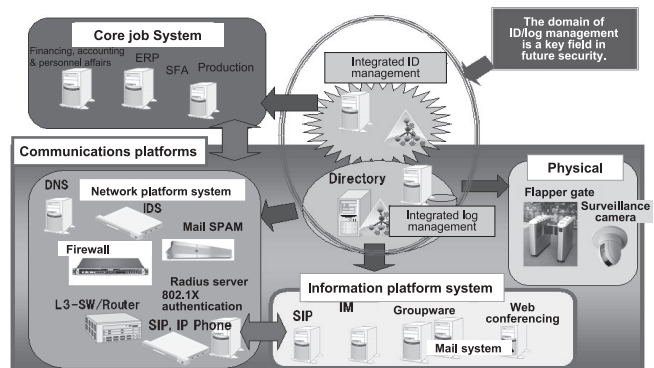 Core job System
Financing, accounting
& personnel affairs
ERP
SFA
Production
Integrated ID
management
The domain of
ID/log management
is a key field in
future security.
Communications platforms
Network platform system
DNS
IDS
Mail SPAM
Firewall
L3-SW/Router
Radius server
802.1X
authentication
SIP, IP Phone
Directory
Integrated log
management
Physical
Flapper gate
Surveillance
camera
Information platform system
SIP
IM
Groupware
Web
conferencing
Mail system